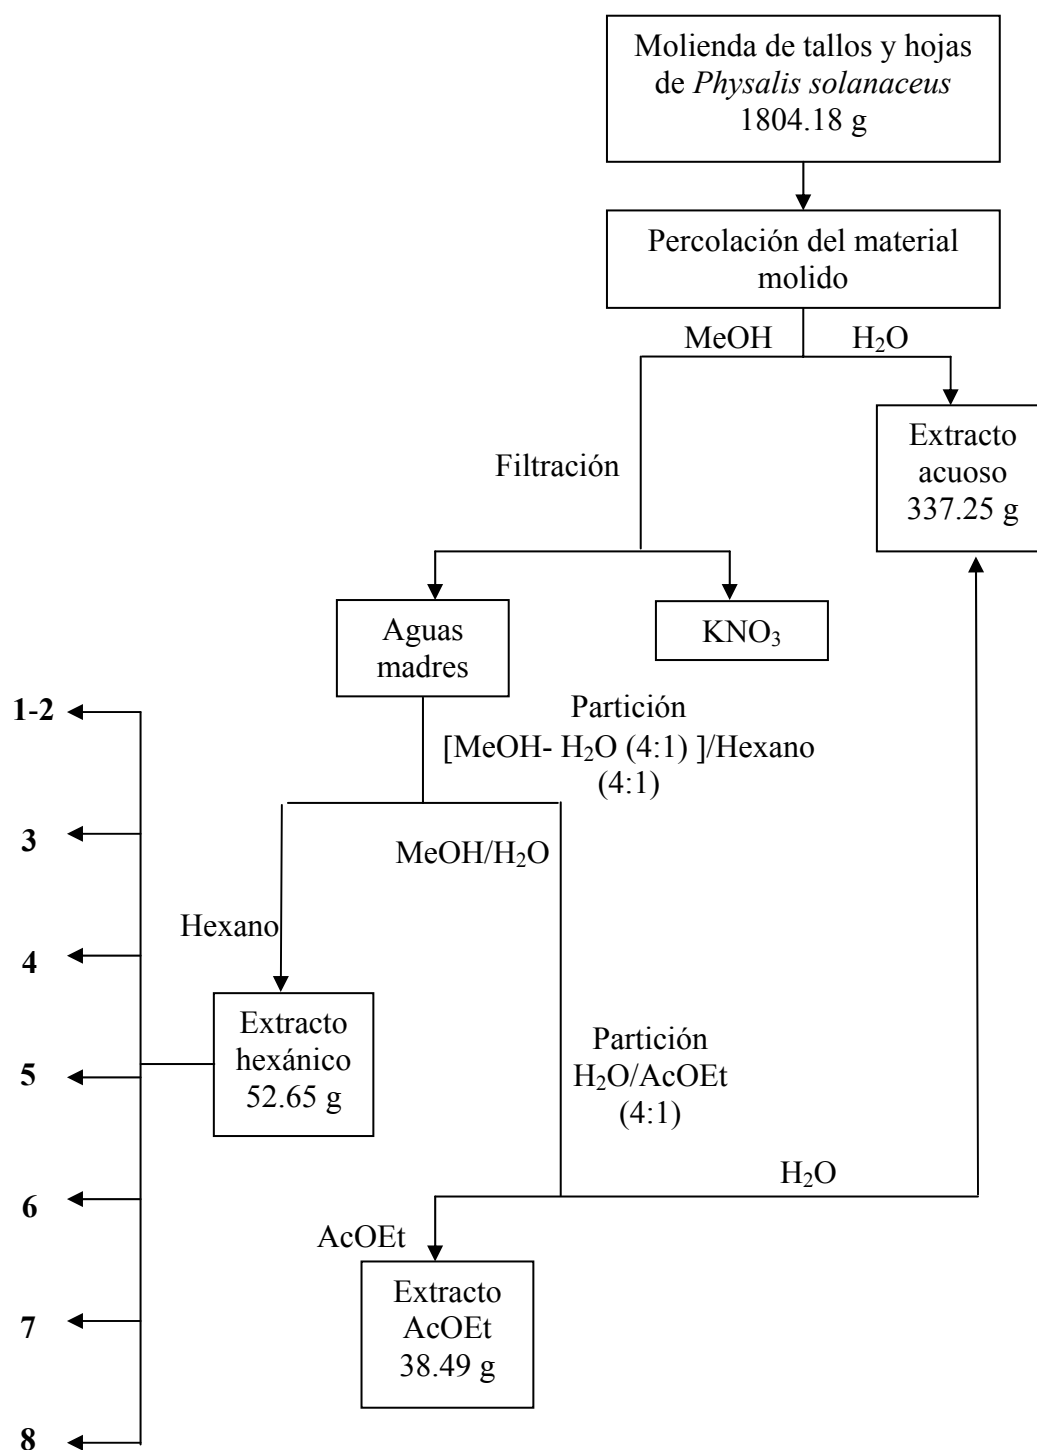 Molienda de tallos y hojas
de Physalis solanaceus
1804.18 g
Percolación del material
molido
MeOH
H₂O
Extracto
acuoso
337.25 g
Filtración
Aguas
madres
KNO₃
Partición
[MeOH- H₂O (4:1) ]/Hexano
(4:1)
1-2
3
4
5
6
7
8
MeOH/H₂O
Hexano
Extracto
hexánico
52.65 g
Partición
H₂O/AcOEt
(4:1)
H₂O
AcOEt
Extracto
AcOEt
38.49 g